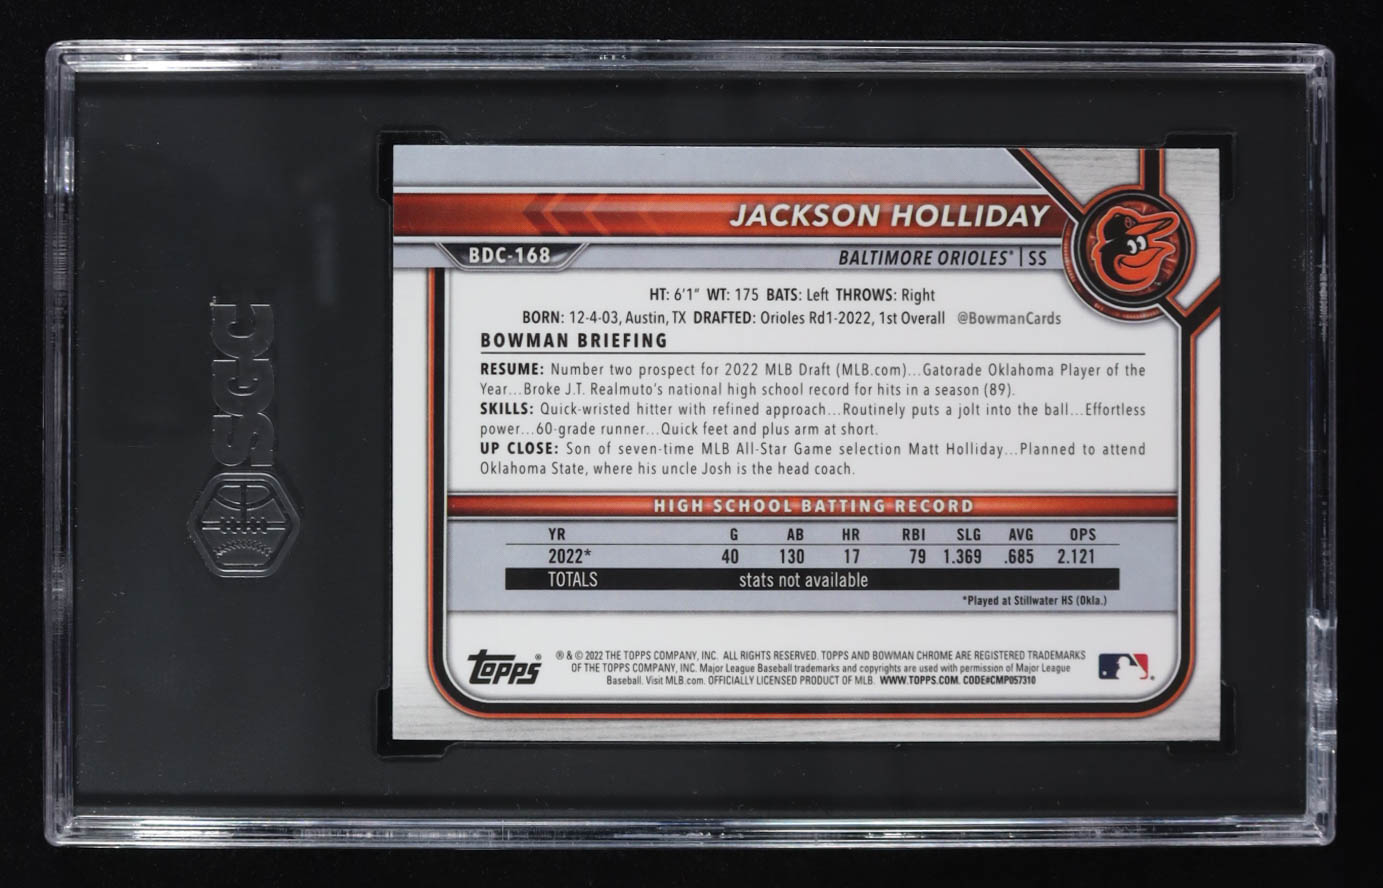 SGC
JACKSON HOLLIDAY
BDC-168
BALTIMORE ORIOLES® | SS
HT: 6'1" WT: 175 BATS: Left THROWS: Right
BORN: 12-4-03, Austin, TX DRAFTED: Orioles Rd1-2022, 1st Overall @BowmanCards
BOWMAN BRIEFING
RESUME: Number two prospect for 2022 MLB Draft (MLB.com)...Gatorade Oklahoma Player of the
Year...Broke J.T. Realmuto's national high school record for hits in a season (89).
SKILLS: Quick-wristed hitter with refined approach...Routinely puts a jolt into the ball...Effortless
power...60-grade runner...Quick feet and plus arm at short.
UP CLOSE: Son of seven-time MLB All-Star Game selection Matt Holliday...Planned to attend
Oklahoma State, where his uncle Josh is the head coach.
HIGH SCHOOL BATTING RECORD
YR G AB HR RBI SLG AVG OPS
2022* 40 130 17 79 1.369 .685 2.121
TOTALS stats not available
*Played at Stillwater HS (Okla.)
TOPPS®
® & © 2022 THE TOPPS COMPANY, INC. ALL RIGHTS RESERVED. TOPPS AND BOWMAN CHROME ARE REGISTERED TRADEMARKS
OF THE TOPPS COMPANY, INC. Major League Baseball trademarks and copyrights are used with permission of Major League
Baseball. Visit MLB.com. OFFICIALLY LICENSED PRODUCT OF MLB. WWW.TOPPS.COM. CODE#CMP057310